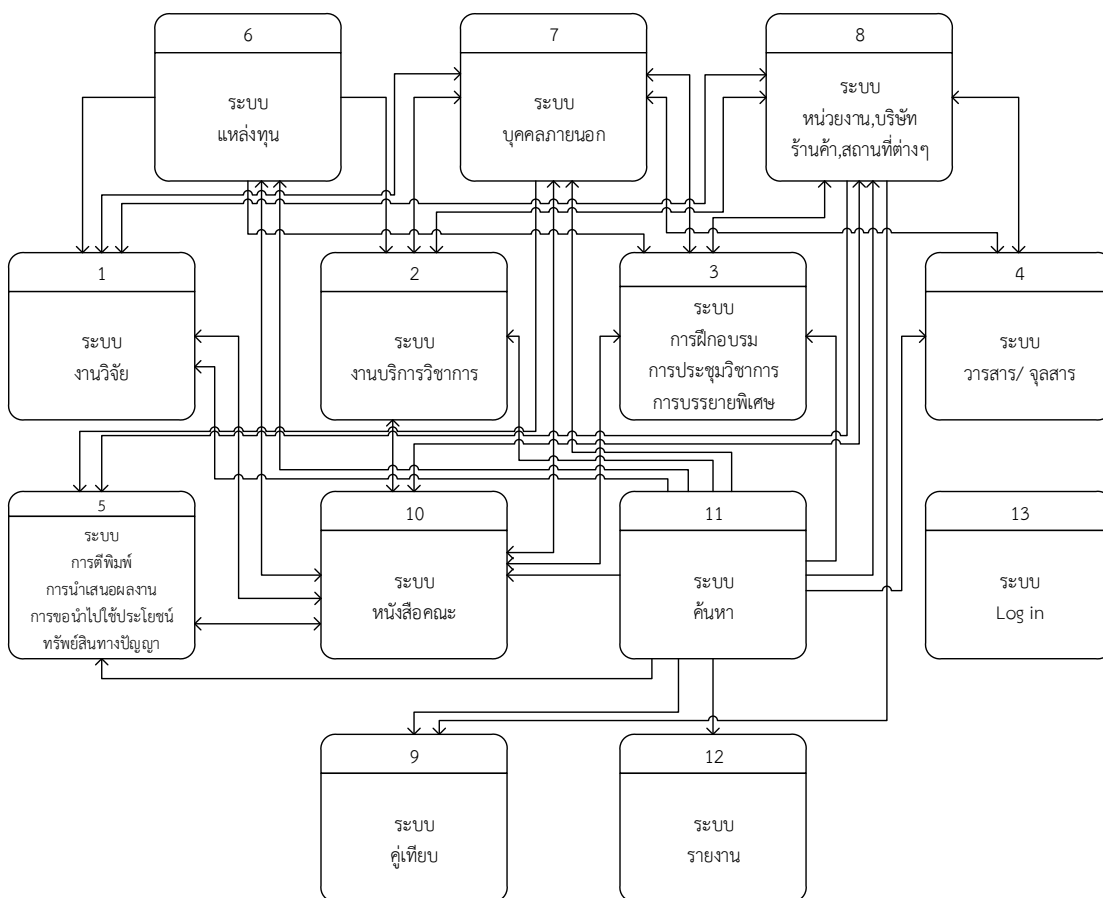 6
ระบบ
แหล่งทุน
7
ระบบ
บุคคลภายนอก
8
ระบบ
หน่วยงาน,บริษัท
ร้านค้า,สถานที่ต่างๆ
1
ระบบ
งานวิจัย
2
ระบบ
งานบริการวิชาการ
3
ระบบ
การฝึกอบรม
การประชุมวิชาการ
การบรรยายพิเศษ
4
ระบบ
วารสาร/ จุลสาร
5
ระบบ
การตีพิมพ์
การนำเสนอผลงาน
การขอนำไปใช้ประโยชน์
ทรัพย์สินทางปัญญา
10
ระบบ
หนังสือคณะ
11
ระบบ
ค้นหา
13
ระบบ
Log in
9
ระบบ
คู่เทียบ
12
ระบบ
รายงาน